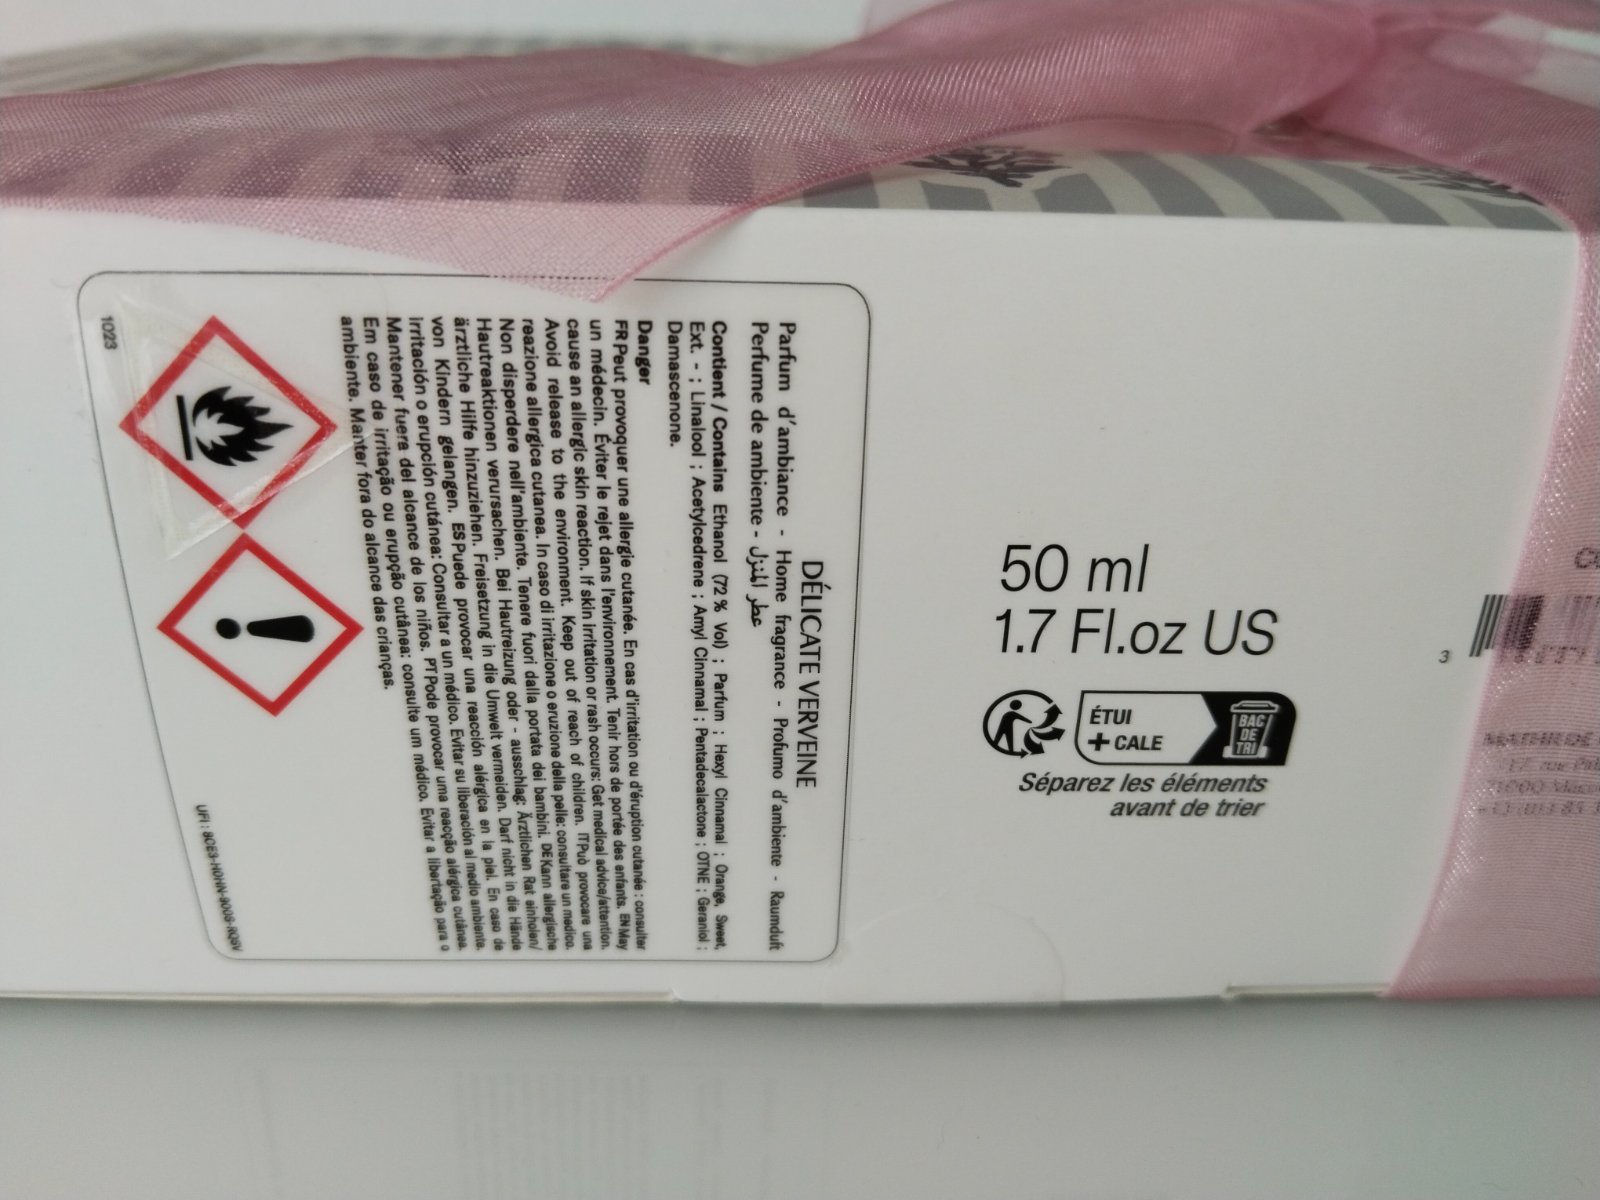 DÉLICATE VERVEINE
Parfum d'ambiance - Home fragrance - Profumo d'ambiente - Raumduft
Perfume de ambiente - عطر المنزل
Contient / Contains Ethanol (72% Vol) ; Parfum ; Hexyl Cinnamal ; Orange, Sweet,
Ext. - ; Linalool ; Acetylcedrene ; Amyl Cinnamal ; Pentadecalactone ; OTNE ; Geraniol ;
Damascenone.
Danger
FR Peut provoquer une allergie cutanée. En cas d'irritation ou d'éruption cutanée : consulter
un médecin. Éviter le rejet dans l'environnement. Tenir hors de portée des enfants. EN May
cause an allergic skin reaction. If skin irritation or rash occurs: Get medical advice/attention.
Avoid release to the environment. Keep out of reach of children. IT Può provocare una
reazione allergica cutanea. In caso di irritazione o eruzione della pelle: consultare un medico.
Non disperdere nell'ambiente. Tenere fuori dalla portata dei bambini. DE Kann allergische
Hautreaktionen verursachen. Bei Hautreizung oder - ausschlag: Ärztlichen Rat einholen/
ärztliche Hilfe hinzuziehen. Freisetzung in die Umwelt vermeiden. Darf nicht in die Hände
von Kindern gelangen. ES Puede provocar una reacción alérgica en la piel. En caso de
irritación o erupción cutánea: Consultar a un médico. Evitar su liberación al medio ambiente.
Mantener fuera del alcance de los niños. PT Pode provocar uma reacção alérgica cutânea.
Em caso de irritação ou erupção cutânea: consulte um médico. Evitar a libertação para o
ambiente. Manter fora do alcance das crianças.
1023
50 ml
1.7 Fl.oz US
ÉTUI
+ CALE
BAC
DE
TRI
Séparez les éléments
avant de trier
3